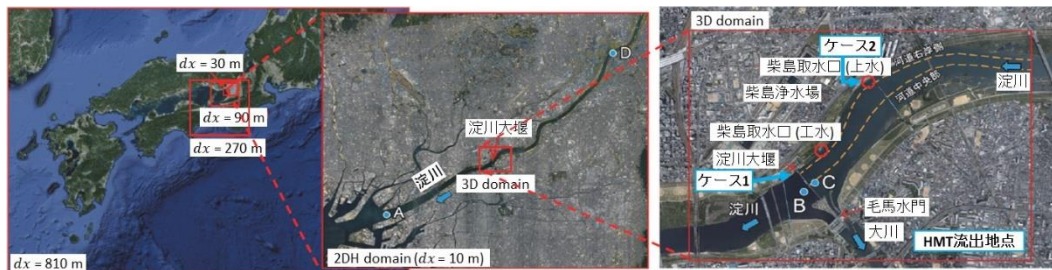 dx = 30 m
dx = 90 m
dx = 270 m
dx = 810 m
D
淀川大堰
淀川
3D domain
A
2DH domain (dx = 10 m)
3D domain
ケース2
柴島取水口 (上水)
河道右岸側
柴島浄水場
河道中央部
淀川
柴島取水口 (工水)
淀川大堰
ケース1
C
B
毛馬水門
淀川
大川
HMT流出地点